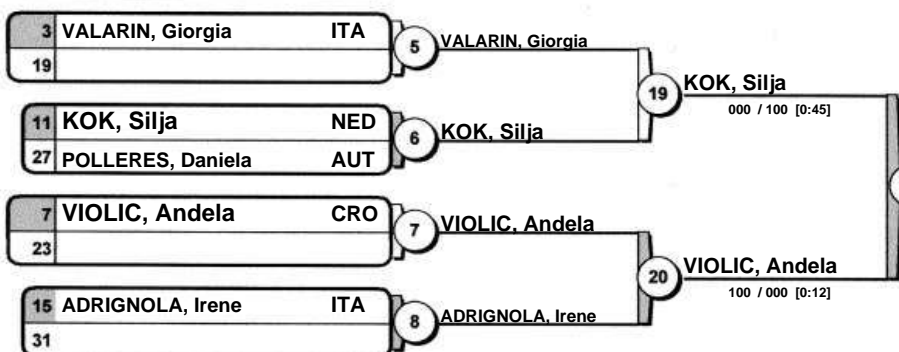 3 VALARIN, Giorgia ITA
19
5 VALARIN, Giorgia
11 KOK, Silja NED
27 POLLERES, Daniela AUT
6 KOK, Silja
19 KOK, Silja
000 / 100 [0:45]
7 VIOLIC, Andela CRO
23
7 VIOLIC, Andela
15 ADRIGNOLA, Irene ITA
31
8 ADRIGNOLA, Irene
20 VIOLIC, Andela
100 / 000 [0:12]